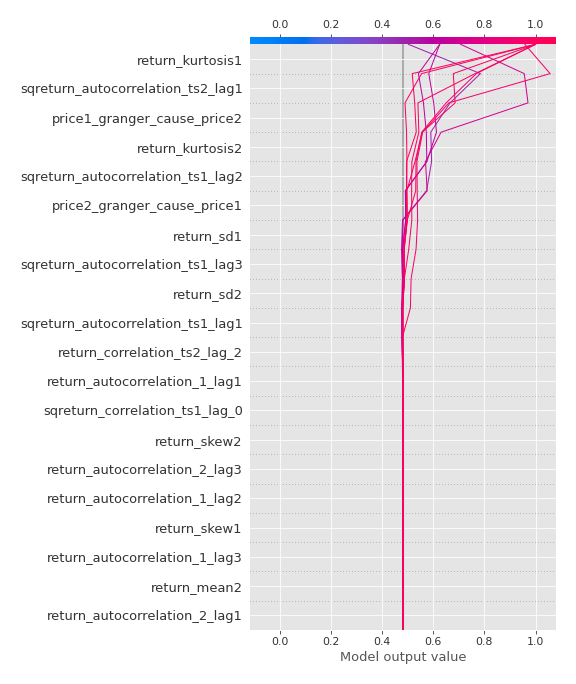 0.0 0.2 0.4 0.6 0.8 1.0
return_kurtosis1
sqreturn_autocorrelation_ts2_lag1
price1_granger_cause_price2
return_kurtosis2
sqreturn_autocorrelation_ts1_lag2
price2_granger_cause_price1
return_sd1
sqreturn_autocorrelation_ts1_lag3
return_sd2
sqreturn_autocorrelation_ts1_lag1
return_correlation_ts2_lag_2
return_autocorrelation_1_lag1
sqreturn_correlation_ts1_lag_0
return_skew2
return_autocorrelation_2_lag3
return_autocorrelation_1_lag2
return_skew1
return_autocorrelation_1_lag3
return_mean2
return_autocorrelation_2_lag1
0.0 0.2 0.4 0.6 0.8 1.0
Model output value